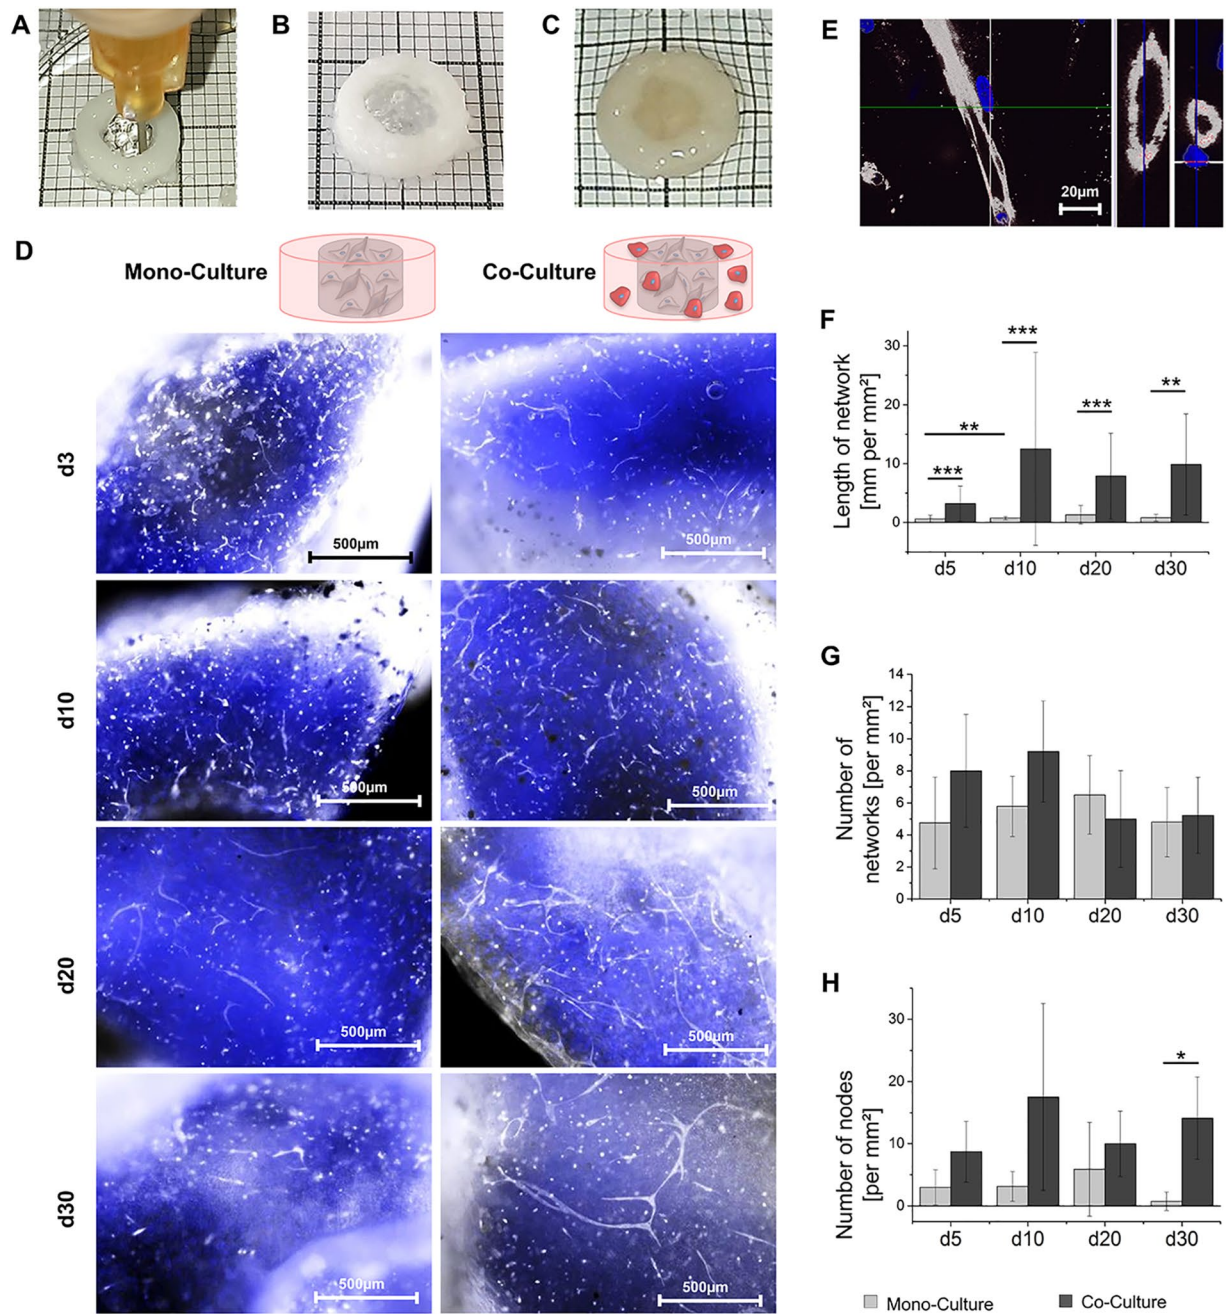 A
B
C
E
20µm
D
Mono-Culture
Co-Culture
d3
500µm
500µm
d10
500µm
500µm
d20
500µm
500µm
d30
500µm
500µm
F
Length of network
[mm per mm²]
30
20
10
0
***
**
***
***
**
d5 d10 d20 d30
G
Number of
networks [per mm²]
14
12
10
8
6
4
2
0
d5 d10 d20 d30
H
Number of nodes
[per mm²]
30
20
10
0
*
d5 d10 d20 d30
Mono-Culture Co-Culture